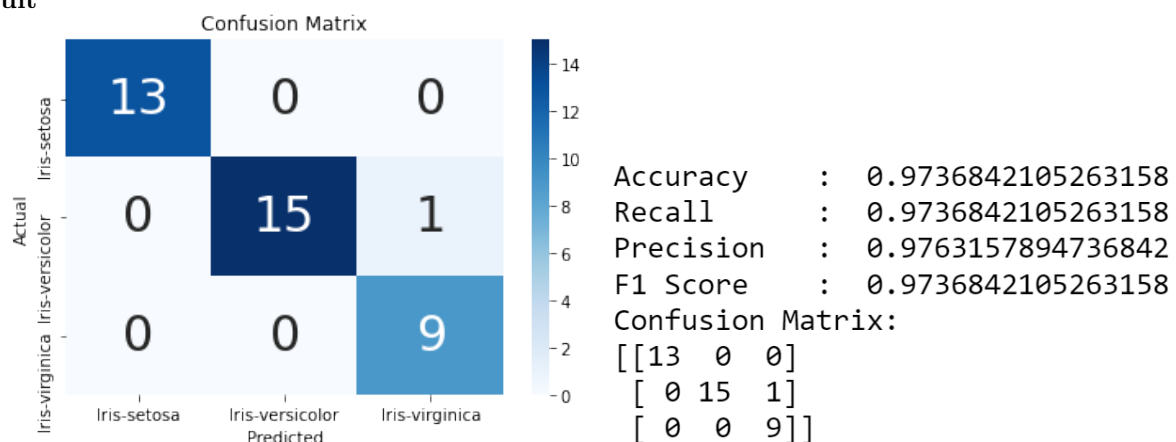 Confusion Matrix
13 0 0
0 15 1
0 0 9
Actual
Iris-setosa
Iris-versicolor
Iris-virginica
Iris-setosa Iris-versicolor Iris-virginica
Predicted
14
12
10
8
6
4
2
0
Accuracy : 0.9736842105263158
Recall : 0.9736842105263158
Precision : 0.9763157894736842
F1 Score : 0.9736842105263158
Confusion Matrix:
[[13 0 0]
[ 0 15 1]
[ 0 0 9]]